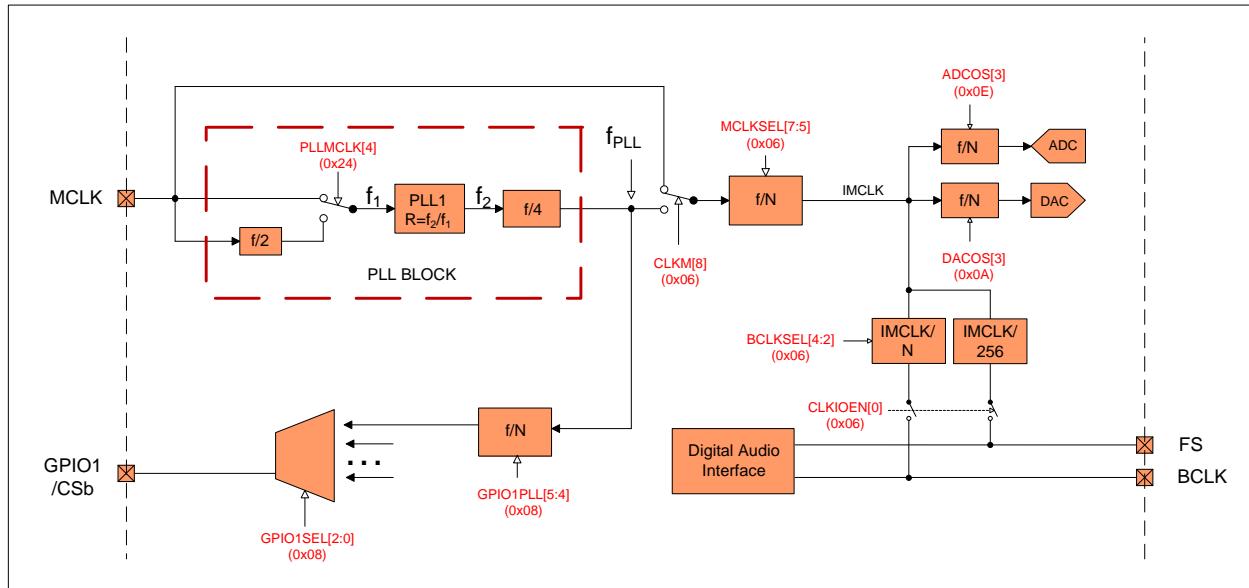 ADCOS[3]
(0x0E)
MCLKSEL[7:5]
(0x06)
f/N
ADC
fPLL
PLLMCLK[4]
(0x24)
MCLK
f1
PLL1
R=f2/f1
f2
f/4
f/N
IMCLK
f/N
DAC
f/2
PLL BLOCK
CLKM[8]
(0x06)
DACOS[3]
(0x0A)
BCLKSEL[4:2]
(0x06)
IMCLK/
N
IMCLK/
256
CLKIOEN[0]
(0x06)
f/N
...
Digital Audio
Interface
FS
BCLK
GPIO1
/CSb
GPIO1PLL[5:4]
(0x08)
GPIO1SEL[2:0]
(0x08)